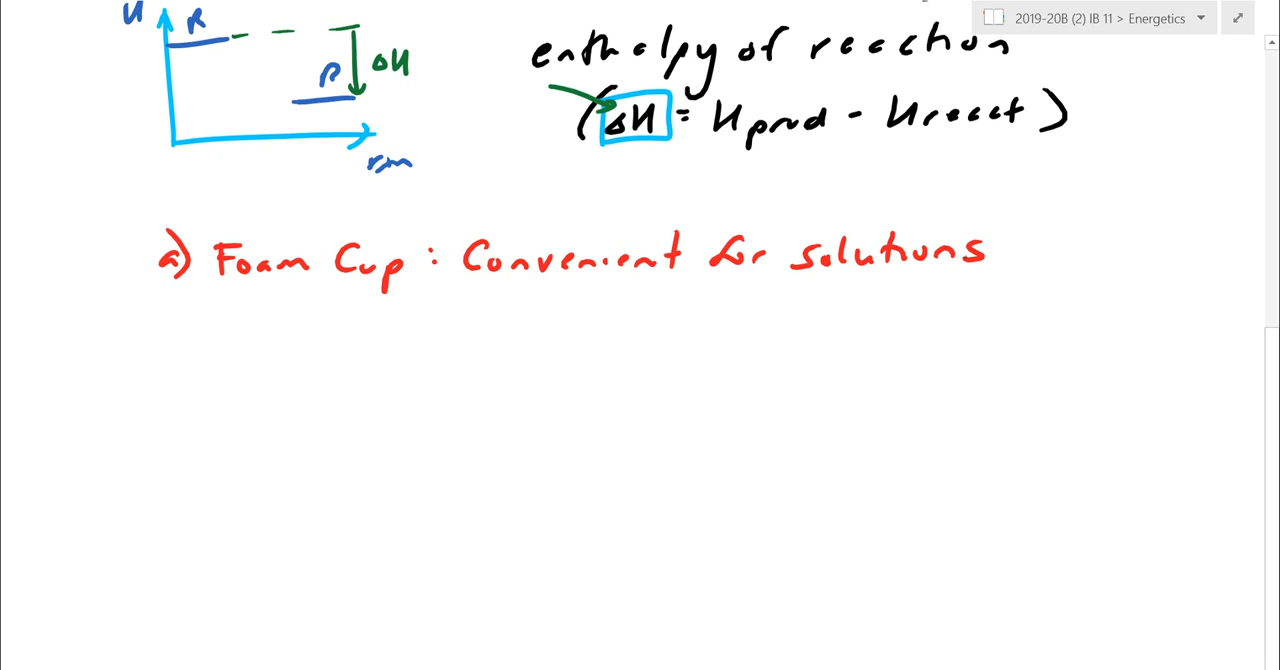 2019-20B (2) IB 11 > Energetics
H
R
P
ΔH
rxn
enthalpy of reaction
(ΔH = Hprod - Hreact)
a) Foam Cup : Convenient for solutions